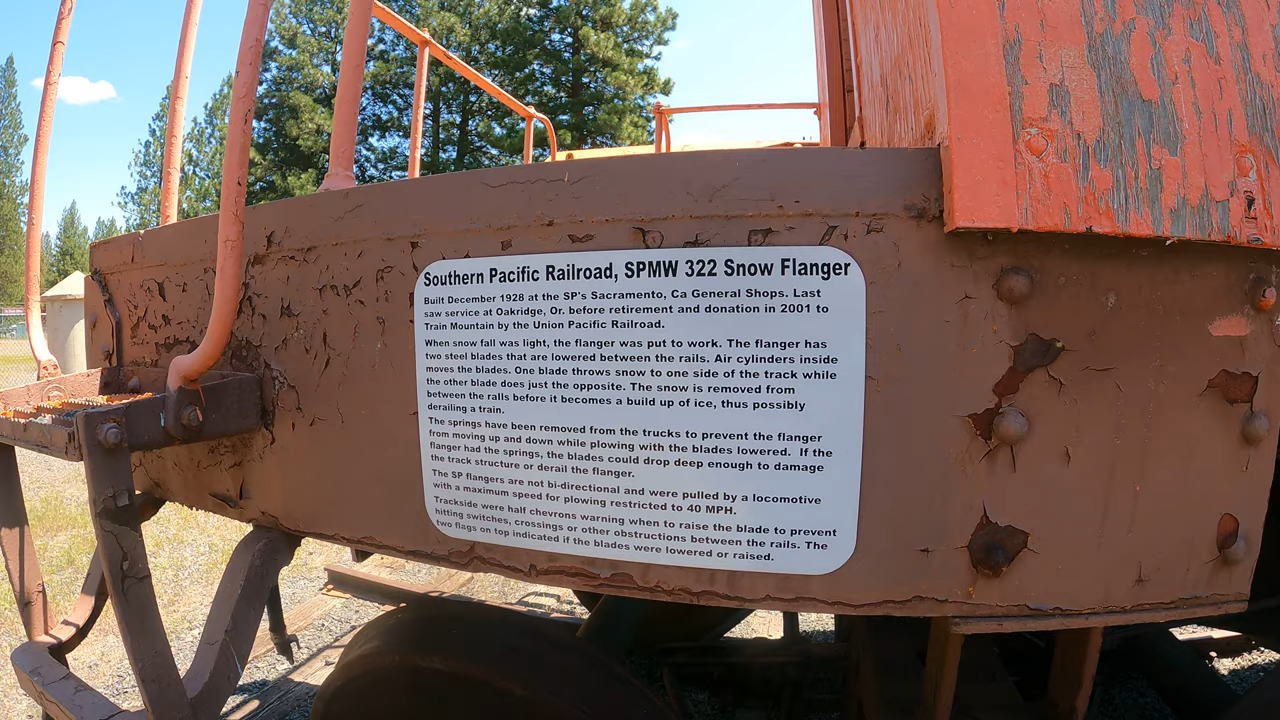 Southern Pacific Railroad, SPMW 322 Snow Flanger
Built December 1928 at the SP's Sacramento, Ca General Shops. Last
saw service at Oakridge, Or. before retirement and donation in 2001 to
Train Mountain by the Union Pacific Railroad.
When snow fall was light, the flanger was put to work. The flanger has
two steel blades that are lowered between the rails. Air cylinders inside
moves the blades. One blade throws snow to one side of the track while
the other blade does just the opposite. The snow is removed from
between the rails before it becomes a build up of ice, thus possibly
derailing a train.
The springs have been removed from the trucks to prevent the flanger
from moving up and down while plowing with the blades lowered. If the
flanger had the springs, the blades could drop deep enough to damage
the track structure or derail the flanger.
The SP flangers are not bi-directional and were pulled by a locomotive
with a maximum speed for plowing restricted to 40 MPH.
Trackside were half chevrons warning when to raise the blade to prevent
hitting switches, crossings or other obstructions between the rails. The
two flags on top indicated if the blades were lowered or raised.